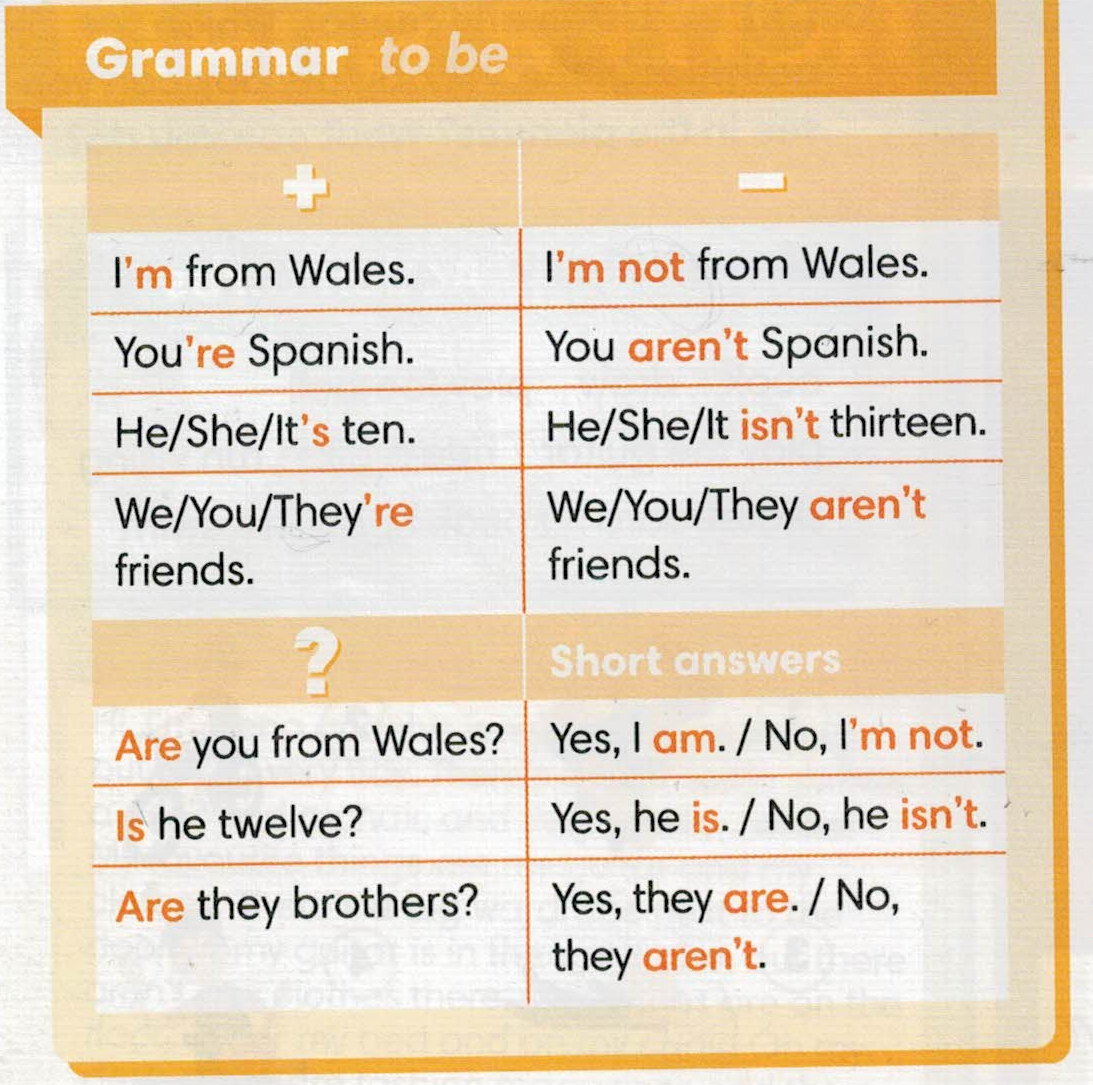 Grammar to be
+ −
I'm from Wales. I'm not from Wales.
You're Spanish. You aren't Spanish.
He/She/It's ten. He/She/It isn't thirteen.
We/You/They're We/You/They aren't
friends. friends.
? Short answers
Are you from Wales? Yes, I am. / No, I'm not.
Is he twelve? Yes, he is. / No, he isn't.
Are they brothers? Yes, they are. / No,
they aren't.